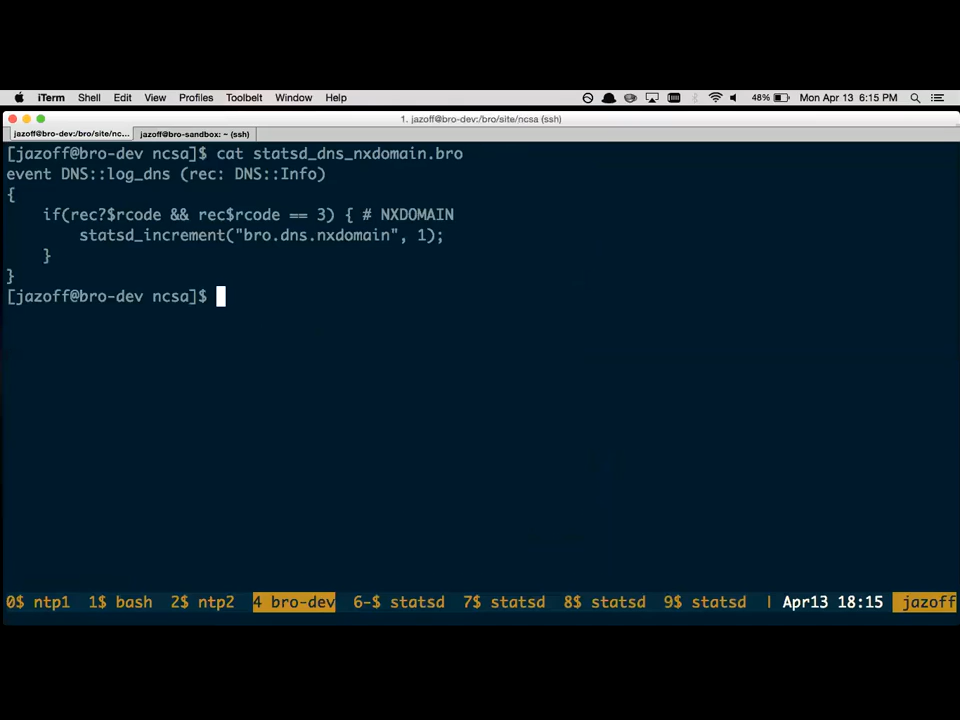 iTerm Shell Edit View Profiles Toolbelt Window Help 48% Mon Apr 13 6:15 PM
1. jazoff@bro-dev:/bro/site/ncsa (ssh)
jazoff@bro-dev:/bro/site/nc... jazoff@bro-sandbox: ~ (ssh)
[jazoff@bro-dev ncsa]$ cat statsd_dns_nxdomain.bro
event DNS::log_dns (rec: DNS::Info)
{
    if(rec?$rcode && rec$rcode == 3) { # NXDOMAIN
        statsd_increment("bro.dns.nxdomain", 1);
    }
}
[jazoff@bro-dev ncsa]$
0$ ntp1 1$ bash 2$ ntp2 4 bro-dev 6-$ statsd 7$ statsd 8$ statsd 9$ statsd | Apr13 18:15 jazoff